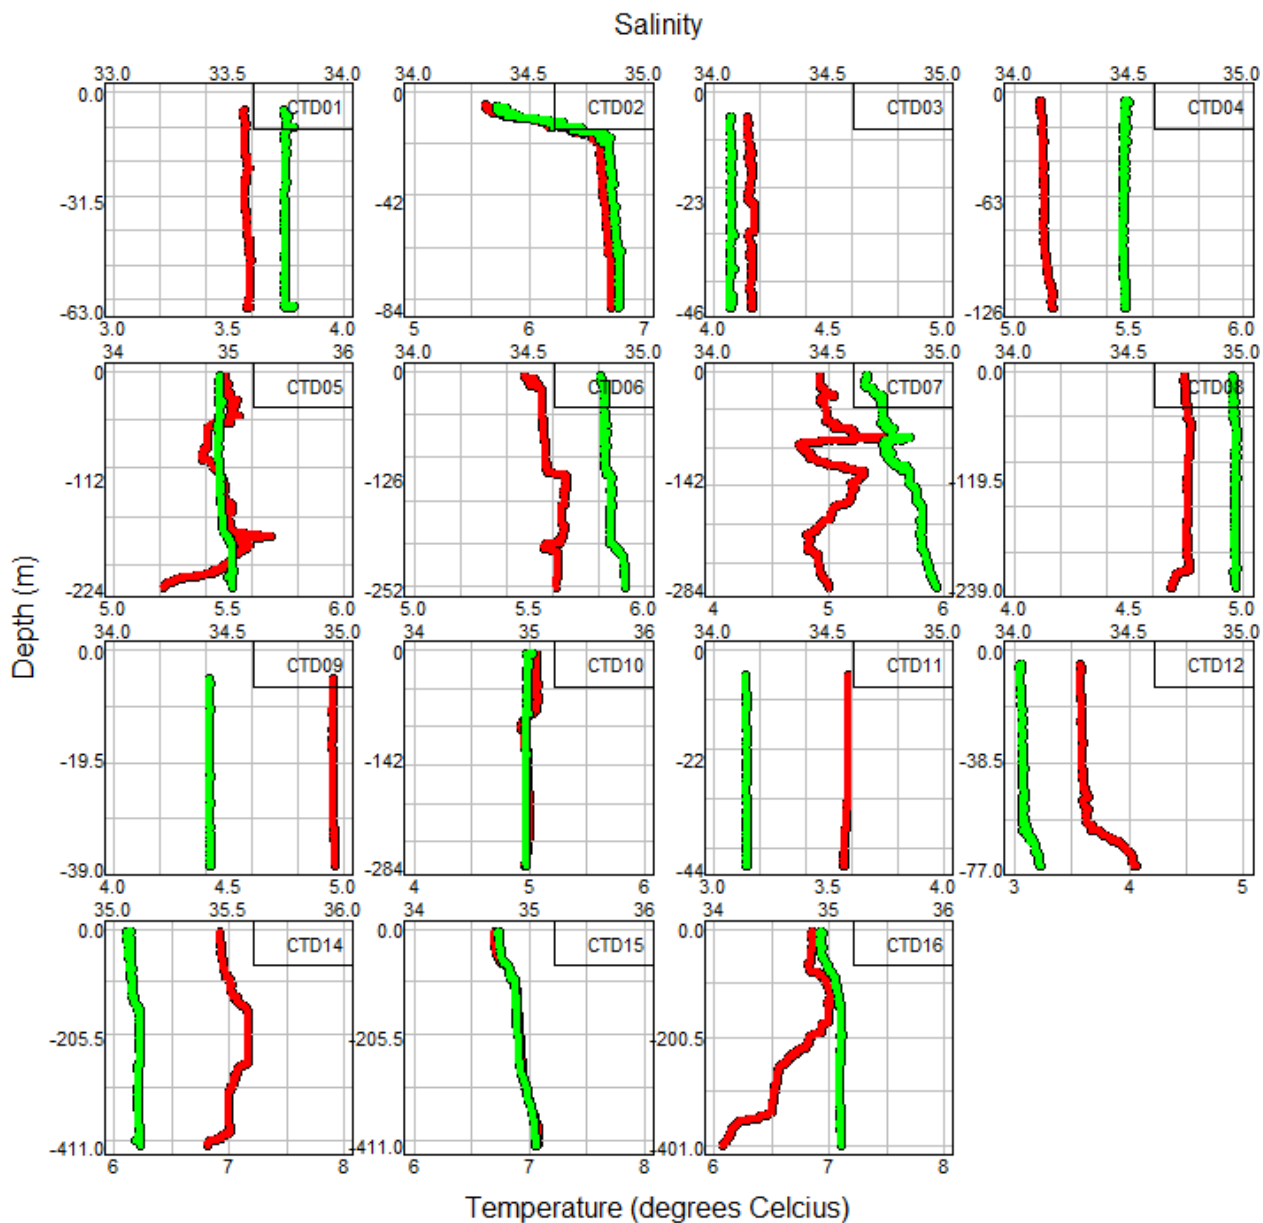 Salinity
33.0 33.5 34.0 34.0 34.5 35.0 34.0 34.5 35.0 34.0 34.5 35.0
0.0 CTD01 0 CTD02 0 CTD03 0 CTD04
-31.5 -42 -23 -63
-63.0 -84 -46 -126
3.0 3.5 4.0 5 6 7 4.0 4.5 5.0 5.0 5.5 6.0
34 35 36 34.0 34.5 35.0 34.0 34.5 35.0 34.0 34.5 35.0
0 CTD05 0 CTD06 0 CTD07 0.0 CTD08
-112 -126 -142 -119.5
-224 -252 -284 -239.0
5.0 5.5 6.0 5.0 5.5 6.0 4 5 6 4.0 4.5 5.0
34.0 34.5 35.0 34 35 36 34.0 34.5 35.0 34.0 34.5 35.0
0.0 CTD09 0 CTD10 0 CTD11 0.0 CTD12
-19.5 -142 -22 -38.5
-39.0 -284 -44 -77.0
4.0 4.5 5.0 4 5 6 3.0 3.5 4.0 3 4 5
35.0 35.5 36.0 34 35 36 34 35 36
0.0 CTD14 0.0 CTD15 0.0 CTD16
-205.5 -205.5 -200.5
-411.0 -411.0 -401.0
6 7 8 5 6 7 6 7 8
Depth (m)
Temperature (degrees Celcius)